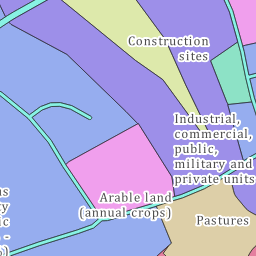 Construction
sites
Industrial,
commercial,
public,
military and
private units
Arable land
(annual crops)
Pastures